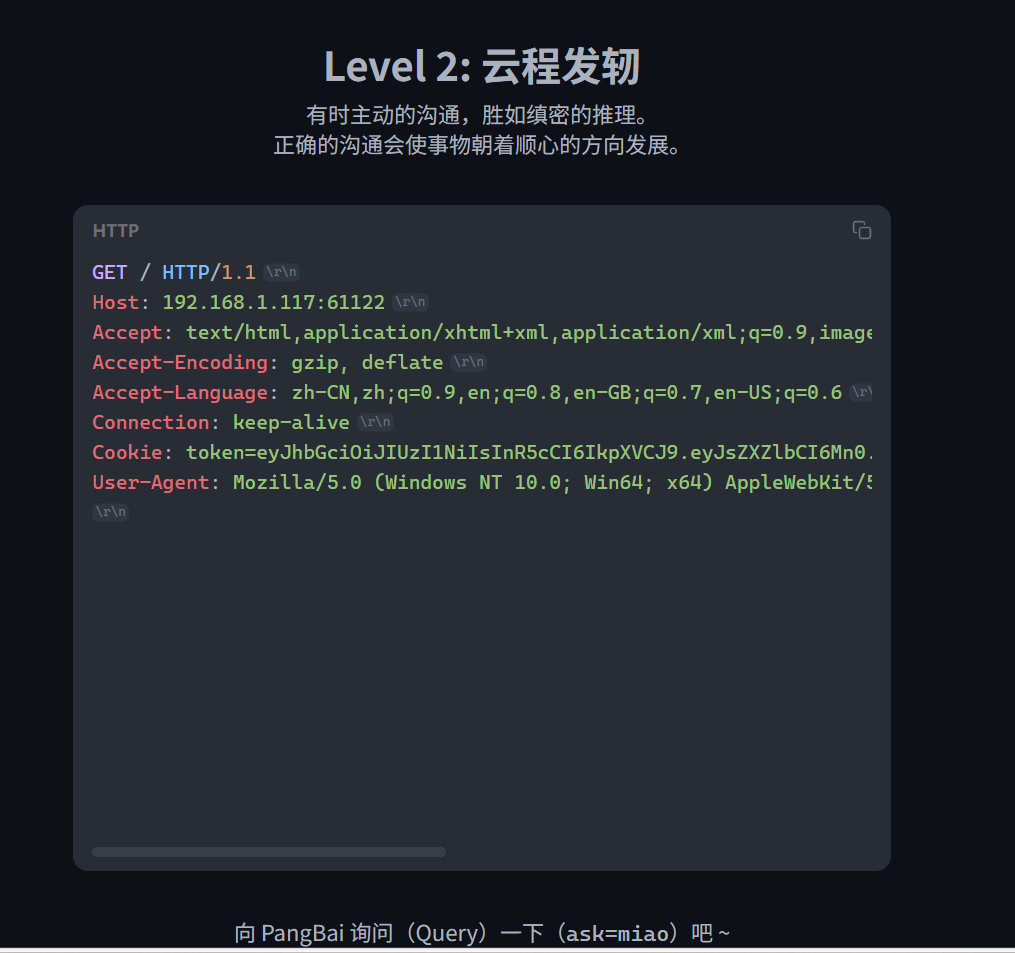 Level 2: 云程发轫
有时主动的沟通，胜如缜密的推理。
正确的沟通会使事物朝着顺心的方向发展。
HTTP
GET / HTTP/1.1 \r\n
Host: 192.168.1.117:61122 \r\n
Accept: text/html,application/xhtml+xml,application/xml;q=0.9,image
Accept-Encoding: gzip, deflate \r\n
Accept-Language: zh-CN,zh;q=0.9,en;q=0.8,en-GB;q=0.7,en-US;q=0.6 \r\
Connection: keep-alive \r\n
Cookie: token=eyJhbGciOiJIUzI1NiIsInR5cCI6IkpXVCJ9.eyJsZXZlbCI6Mn0.
User-Agent: Mozilla/5.0 (Windows NT 10.0; Win64; x64) AppleWebKit/5
\r\n
向 PangBai 询问（Query）一下（ask=miao）吧 ~